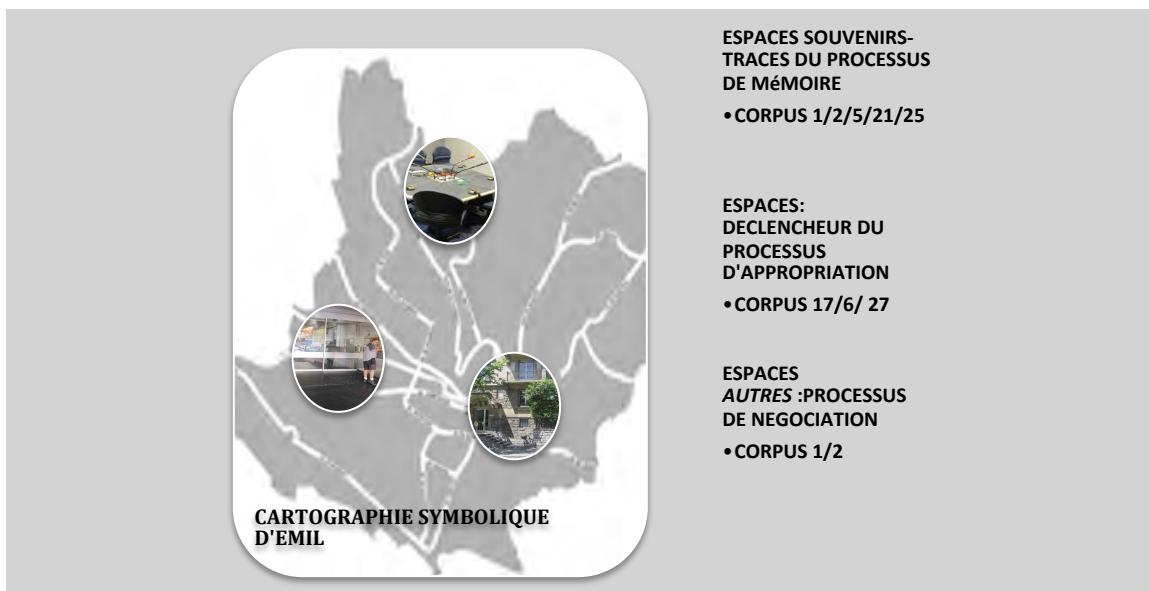 ESPACES SOUVENIRS-
TRACES DU PROCESSUS
DE MéMOIRE
•CORPUS 1/2/5/21/25
ESPACES:
DECLENCHEUR DU
PROCESSUS
D'APPROPRIATION
•CORPUS 17/6/ 27
ESPACES
AUTRES :PROCESSUS
DE NEGOCIATION
•CORPUS 1/2
CARTOGRAPHIE SYMBOLIQUE
D'EMIL